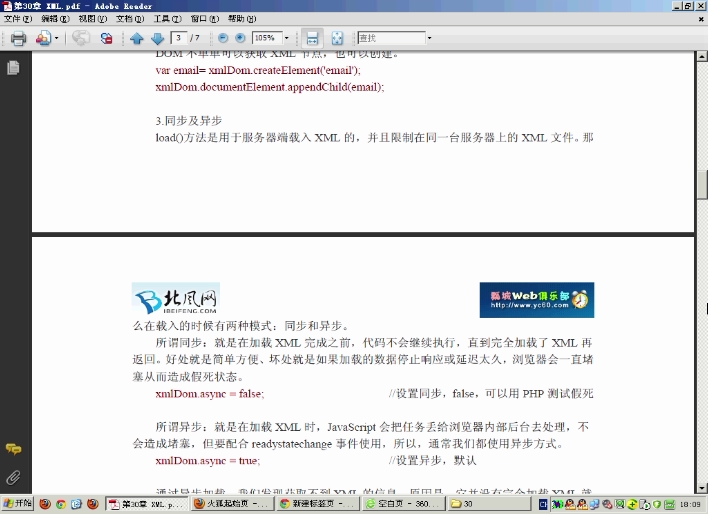 第30章 XML.pdf - Adobe Reader
文件(F) 编辑(E) 视图(V) 文档(D) 工具(T) 窗口(W) 帮助(H)
3 / 7 105% 查找
DOM 不单单可以获取 XML 节点，也可以创建。
var email= xmlDom.createElement('email');
xmlDom.documentElement.appendChild(email);
3.同步及异步
load()方法是用于服务器端载入 XML 的，并且限制在同一台服务器上的 XML 文件。那
北风网
IBEIFENG.COM
瓢城Web俱乐部
http://www.yc60.com
么在载入的时候有两种模式：同步和异步。
所谓同步：就是在加载 XML 完成之前，代码不会继续执行，直到完全加载了 XML 再
返回。好处就是简单方便、坏处就是如果加载的数据停止响应或延迟太久，浏览器会一直堵
塞从而造成假死状态。
xmlDom.async = false; //设置同步，false，可以用 PHP 测试假死
所谓异步：就是在加载 XML 时，JavaScript 会把任务丢给浏览器内部后台去处理，不
会造成堵塞，但要配合 readystatechange 事件使用，所以，通常我们都使用异步方式。
xmlDom.async = true; //设置异步，默认
通过异步加载，我们发现获取不到 XML 的信息。原因是，它并没有完全加载 XML 就
开始 第30章 XML.p... 火狐起始页 - ... 新建标签页 - ... 空白页 - 360... 30 18:09